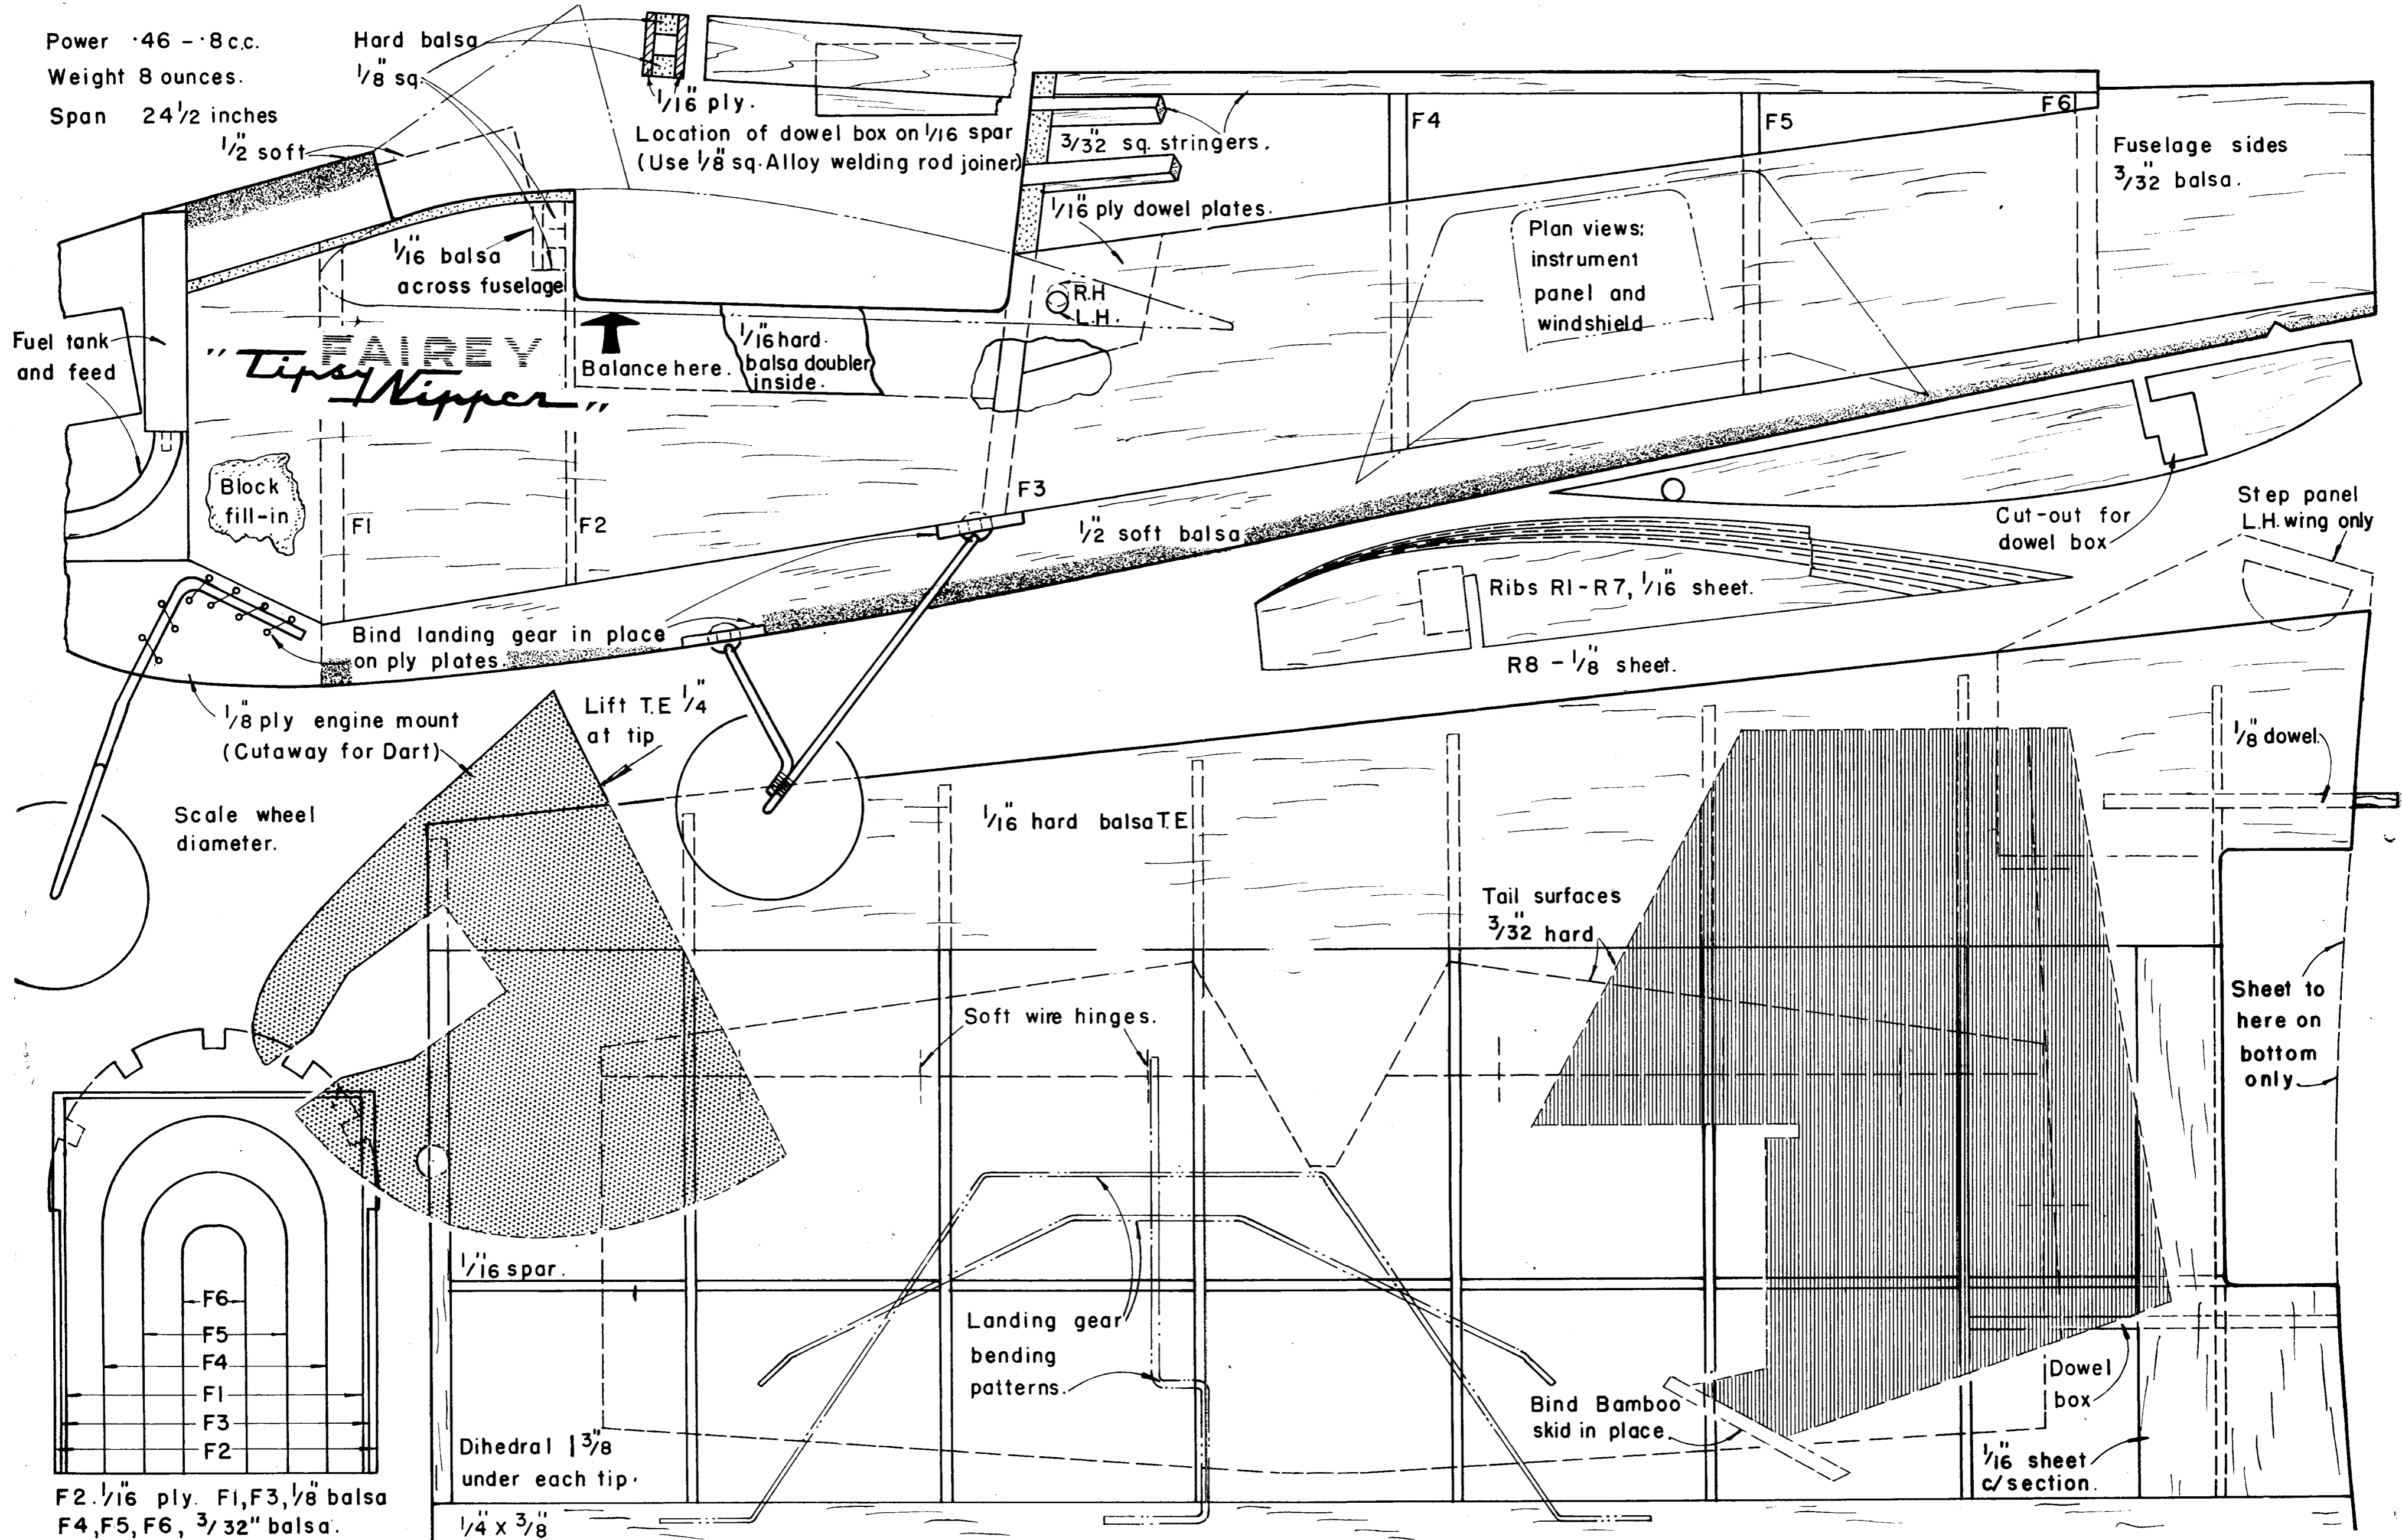 Power ·46 – ·8 c.c.
Weight 8 ounces.
Span 24 1/2 inches
Hard balsa
1/8" sq.
1/2" soft
1/16" ply.
Location of dowel box on 1/16 spar
(Use 1/8" sq. Alloy welding rod joiner)
3/32" sq. stringers.
1/16" ply dowel plates.
F4
F5
F6
Fuselage sides
3/32" balsa.
1/16" balsa
across fuselage
Plan views;
instrument
panel and
windshield
R.H
L.H.
Fuel tank
and feed
FAIREY
"Tipsy Nipper"
Balance here.
1/16" hard
balsa doubler
inside.
Block
fill-in
F1
F2
F3
1/2" soft balsa
Cut-out for
dowel box
Step panel
L.H. wing only
Ribs R1-R7, 1/16" sheet.
R8 - 1/8" sheet.
Bind landing gear in place
on ply plates.
1/8" ply engine mount
(Cutaway for Dart)
Lift T.E 1/4"
at tip
Scale wheel
diameter.
1/16" hard balsa T.E
1/8" dowel.
Tail surfaces
3/32" hard
Soft wire hinges.
Sheet to
here on
bottom
only
1/16" spar.
Landing gear
bending
patterns.
Dowel
box
Bind Bamboo
skid in place.
1/16" sheet
c/section.
Dihedral 1 3/8"
under each tip.
1/4" x 3/8"
F6
F5
F4
F1
F3
F2
F2. 1/16" ply. F1, F3, 1/8" balsa
F4, F5, F6, 3/32" balsa.